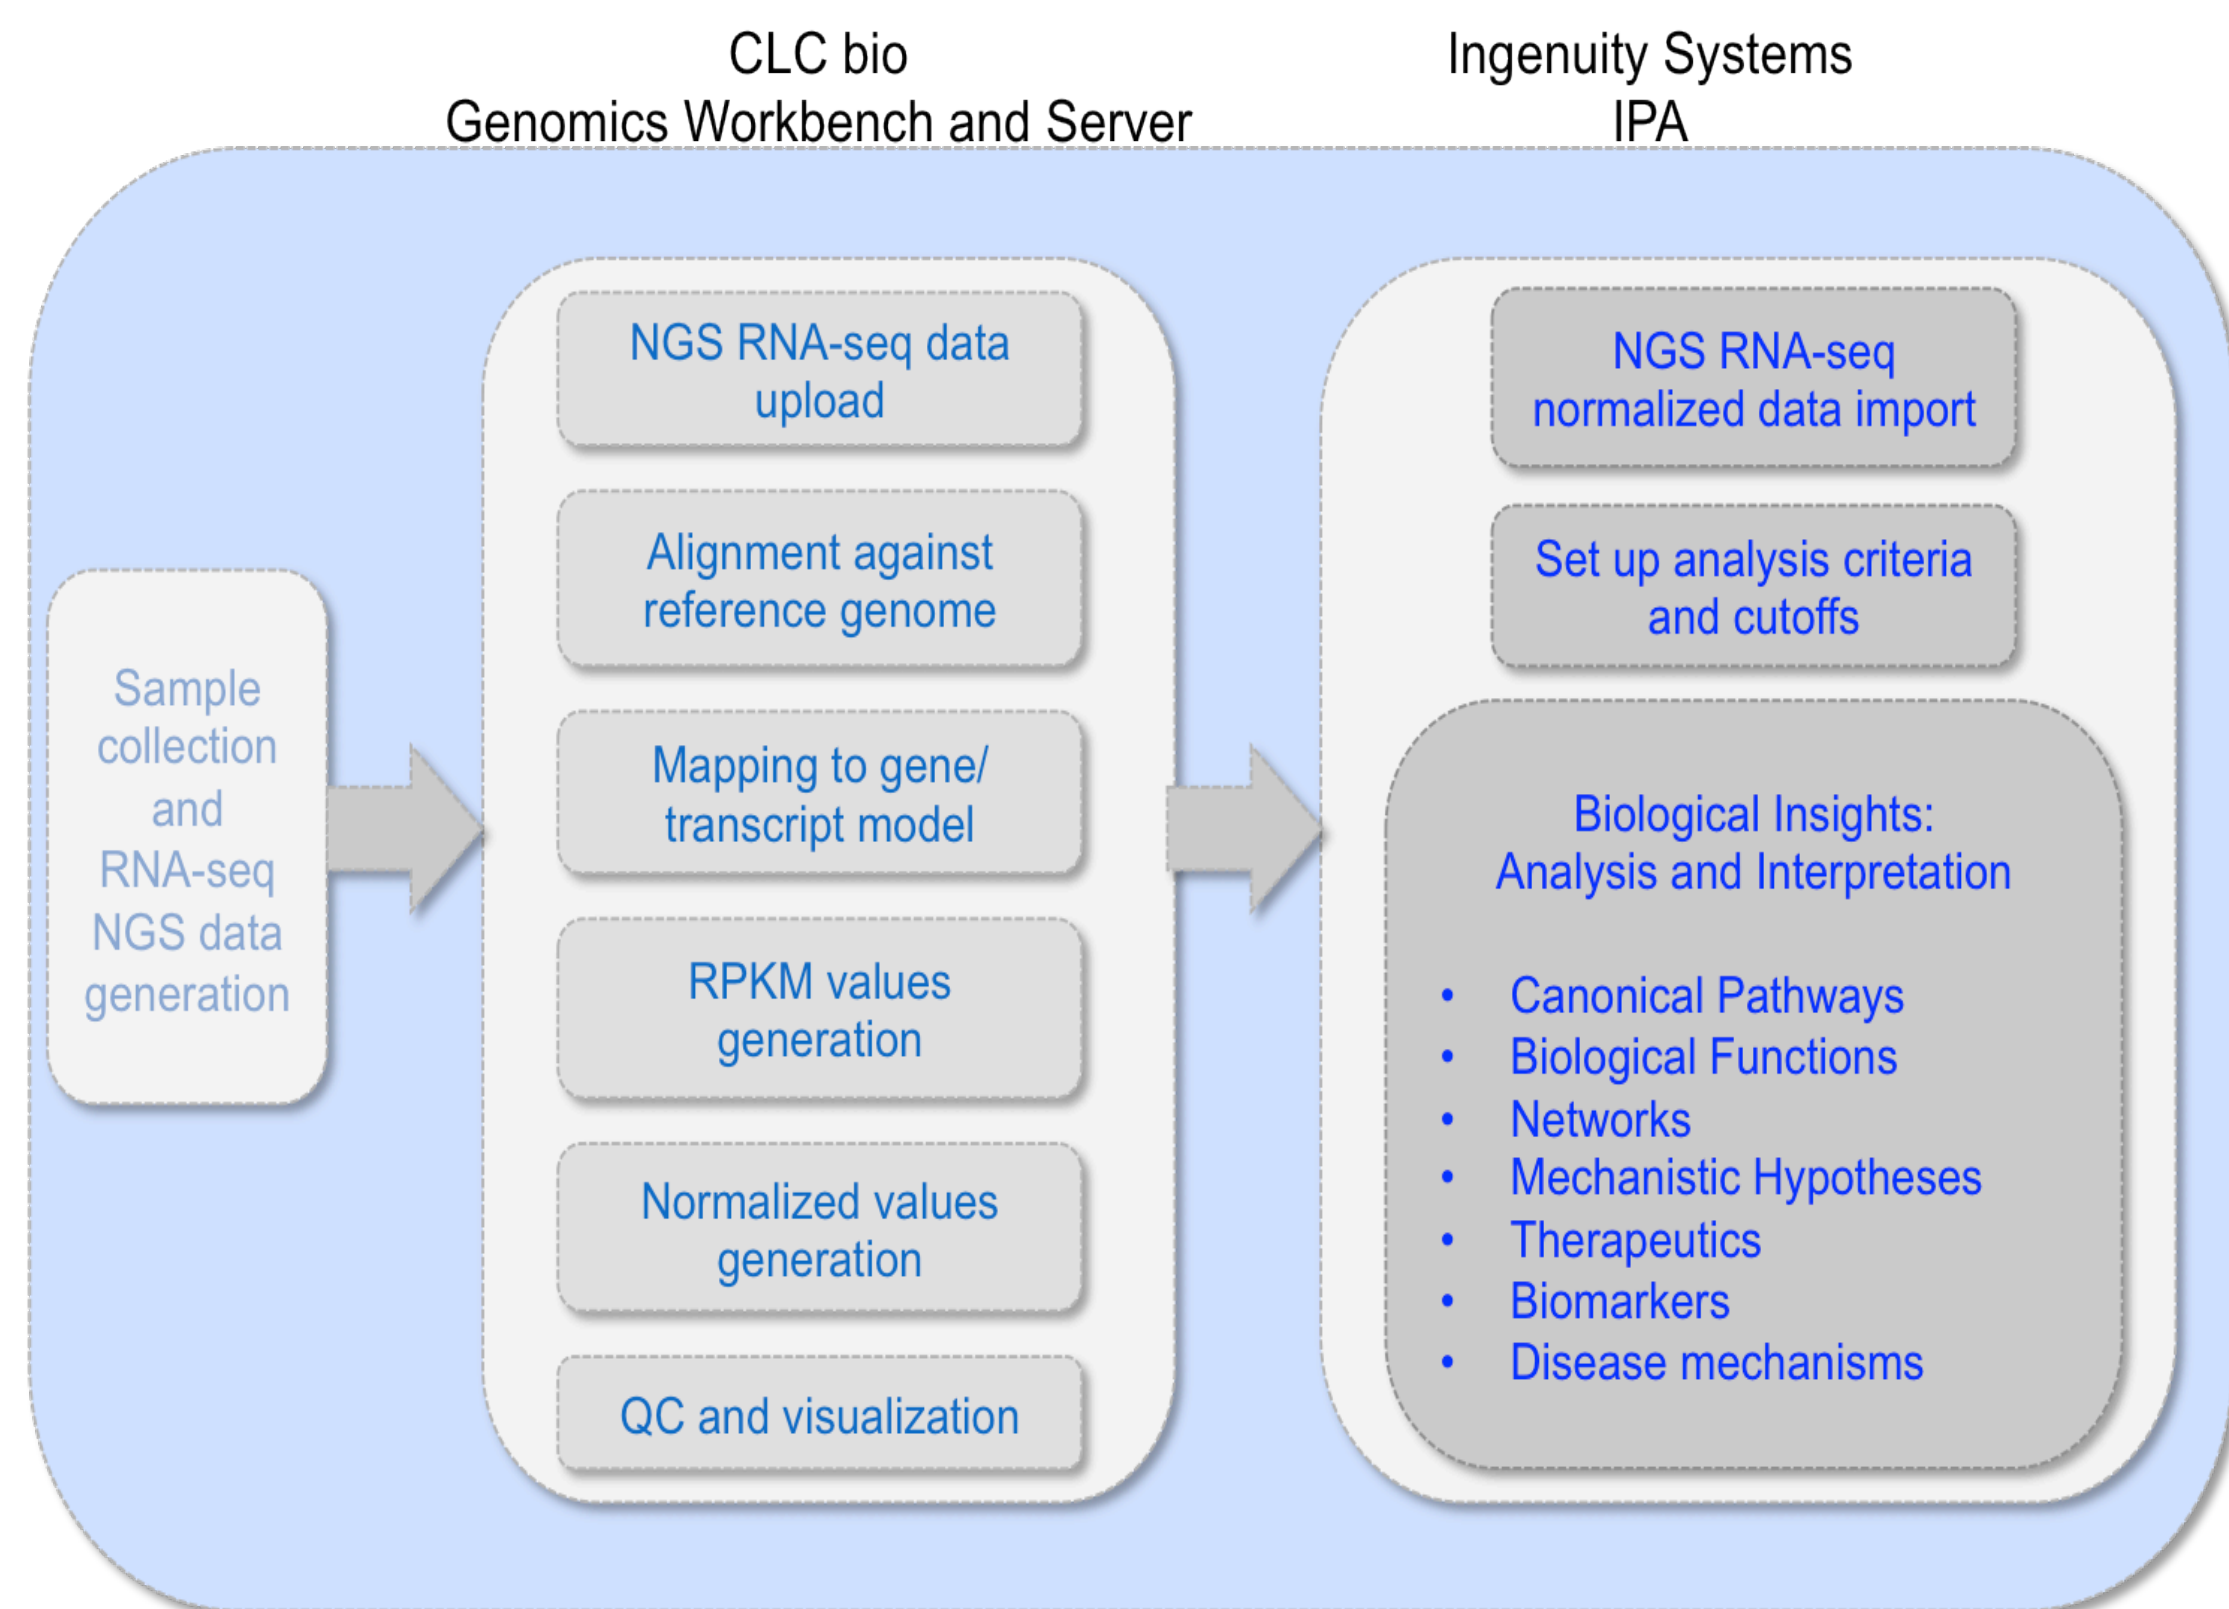 CLC bio
Genomics Workbench and Server
Ingenuity Systems
IPA
Sample
collection
and
RNA-seq
NGS data
generation
NGS RNA-seq data
upload
Alignment against
reference genome
Mapping to gene/
transcript model
RPKM values
generation
Normalized values
generation
QC and visualization
NGS RNA-seq
normalized data import
Set up analysis criteria
and cutoffs
Biological Insights:
Analysis and Interpretation
• Canonical Pathways
• Biological Functions
• Networks
• Mechanistic Hypotheses
• Therapeutics
• Biomarkers
• Disease mechanisms